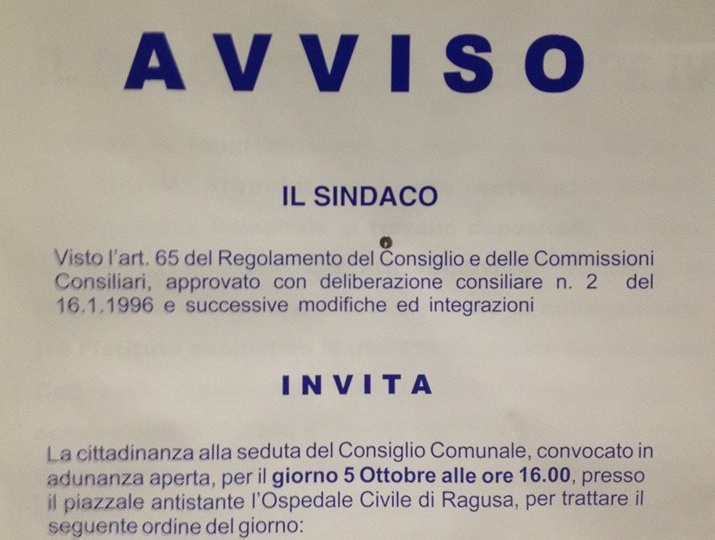 AVVISO
IL SINDACO
Visto l'art. 65 del Regolamento del Consiglio e delle Commissioni
Consiliari, approvato con deliberazione consiliare n. 2 del
16.1.1996 e successive modifiche ed integrazioni
INVITA
La cittadinanza alla seduta del Consiglio Comunale, convocato in
adunanza aperta, per il giorno 5 Ottobre alle ore 16.00, presso
il piazzale antistante l'Ospedale Civile di Ragusa, per trattare il
seguente ordine del giorno: